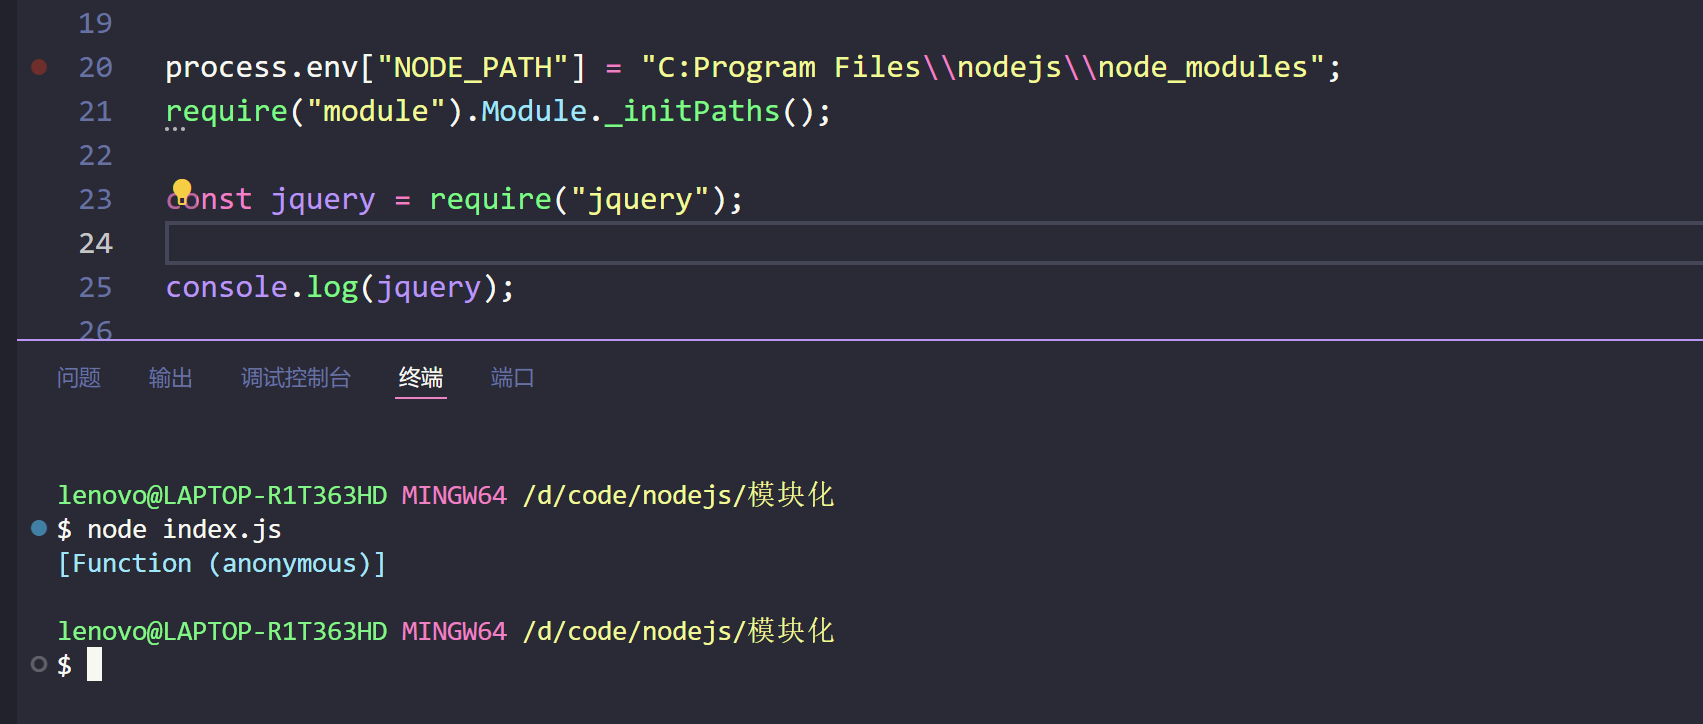 19
20 process.env["NODE_PATH"] = "C:Program Files\\nodejs\\node_modules";
21 require("module").Module._initPaths();
22
23 const jquery = require("jquery");
24
25 console.log(jquery);
26
问题 输出 调试控制台 终端 端口
lenovo@LAPTOP-R1T363HD MINGW64 /d/code/nodejs/模块化
$ node index.js
[Function (anonymous)]
lenovo@LAPTOP-R1T363HD MINGW64 /d/code/nodejs/模块化
$